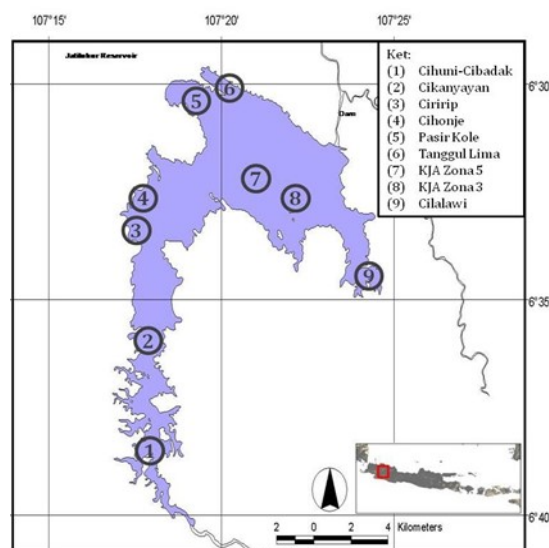 107°15' 107°20' 107°25'
Jatiluhur Reservoir
Ket:
(1) Cihuni-Cibadak
(2) Cikanyayan
(3) Ciririp
(4) Cihonje
(5) Pasir Kole
(6) Tanggul Lima
(7) KJA Zona 5
(8) KJA Zona 3
(9) Cilalawi
6°30'
6
5
Dam
7
4
8
3
9
6°35'
2
1
6°40'
2 0 2 4 Kilometers